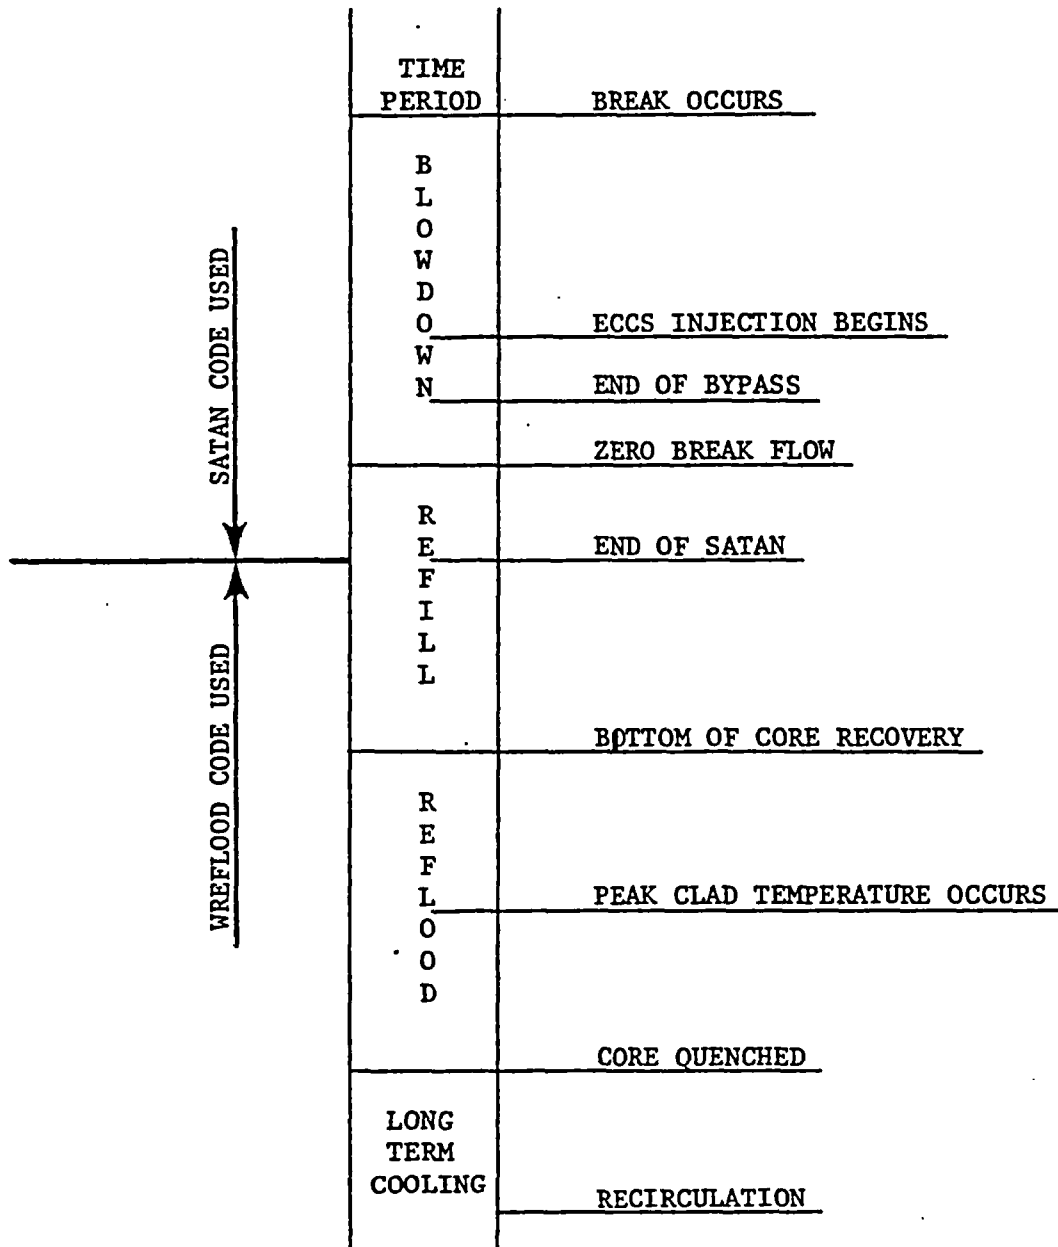 TIME
PERIOD
BREAK OCCURS
BLOWDOWN
ECCS INJECTION BEGINS
END OF BYPASS
ZERO BREAK FLOW
SATAN CODE USED
REFILL
END OF SATAN
WREFLOOD CODE USED
BOTTOM OF CORE RECOVERY
REFLOOD
PEAK CLAD TEMPERATURE OCCURS
CORE QUENCHED
LONG
TERM
COOLING
RECIRCULATION